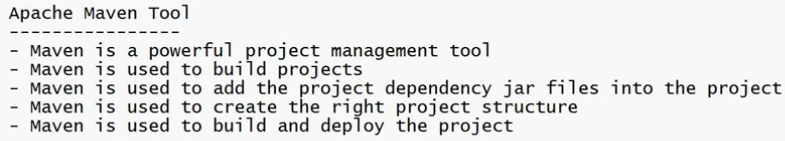 Apache Maven Tool
----------------
- Maven is a powerful project management tool
- Maven is used to build projects
- Maven is used to add the project dependency jar files into the project
- Maven is used to create the right project structure
- Maven is used to build and deploy the project